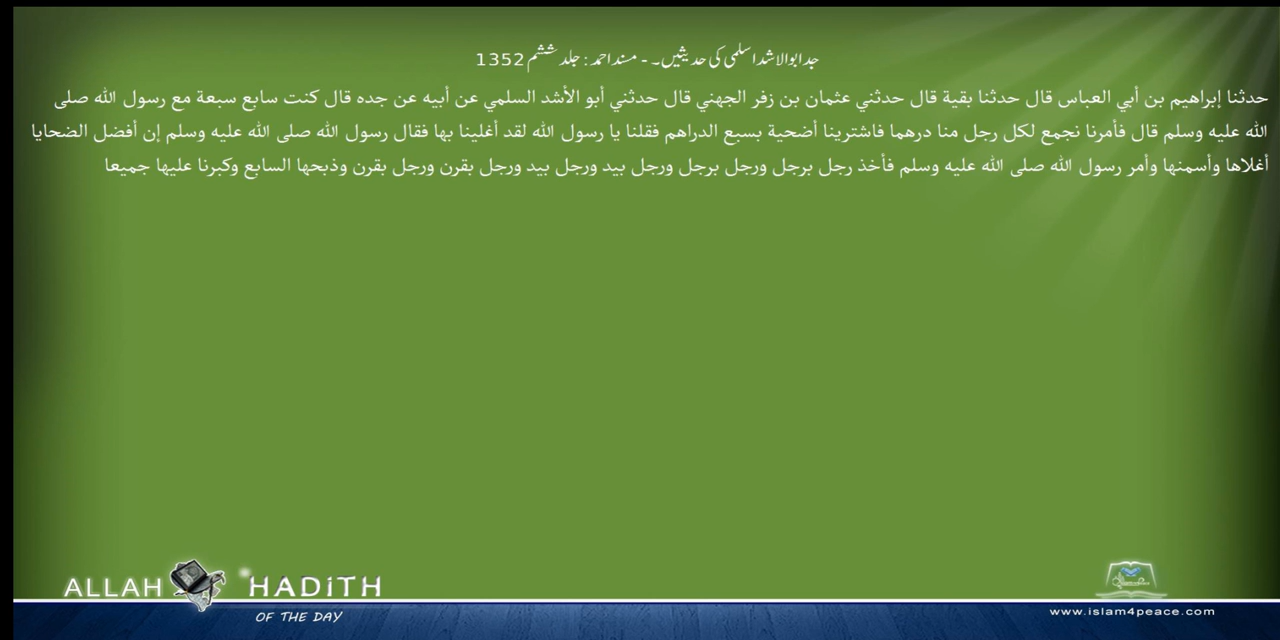 جد ابوالاشد اسلمی کی حدیثیں۔ - مسند احمد : جلد ششم 1352
حدثنا إبراهيم بن أبي العباس قال حدثنا بقية قال حدثني عثمان بن زفر الجهني قال حدثني أبو الأشد السلمي عن أبيه عن جده قال كنت سابع سبعة مع رسول الله صلى
الله عليه وسلم قال فأمرنا نجمع لكل رجل منا درهما فاشترينا أضحية بسبع الدراهم فقلنا يا رسول الله لقد أغلينا بها فقال رسول الله صلى الله عليه وسلم إن أفضل الضحايا
أغلاها وأسمنها وأمر رسول الله صلى الله عليه وسلم فأخذ رجل برجل ورجل برجل ورجل بيد ورجل بيد ورجل بقرن ورجل بقرن وذبحها السابع وكبرنا عليها جميعا
ALLAH HADITH
OF THE DAY
www.islam4peace.com